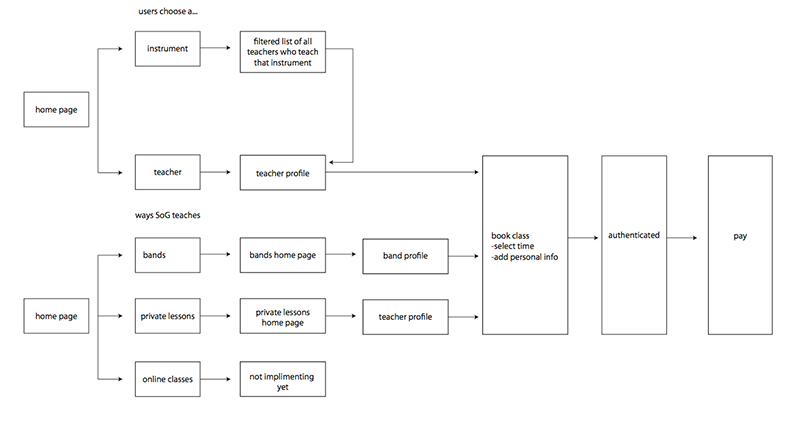 users choose a...
instrument
filtered list of all
teachers who teach
that instrument
home page
teacher
teacher profile
ways SoG teaches
book class
-select time
-add personal info
authenticated
pay
bands
bands home page
band profile
home page
private lessons
private lessons
home page
teacher profile
online classes
not implimenting
yet